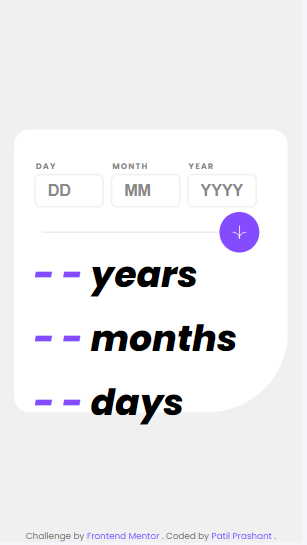 DAY MONTH YEAR
DD MM YYYY
-- years
-- months
-- days
Challenge by Frontend Mentor . Coded by Patil Prashant .